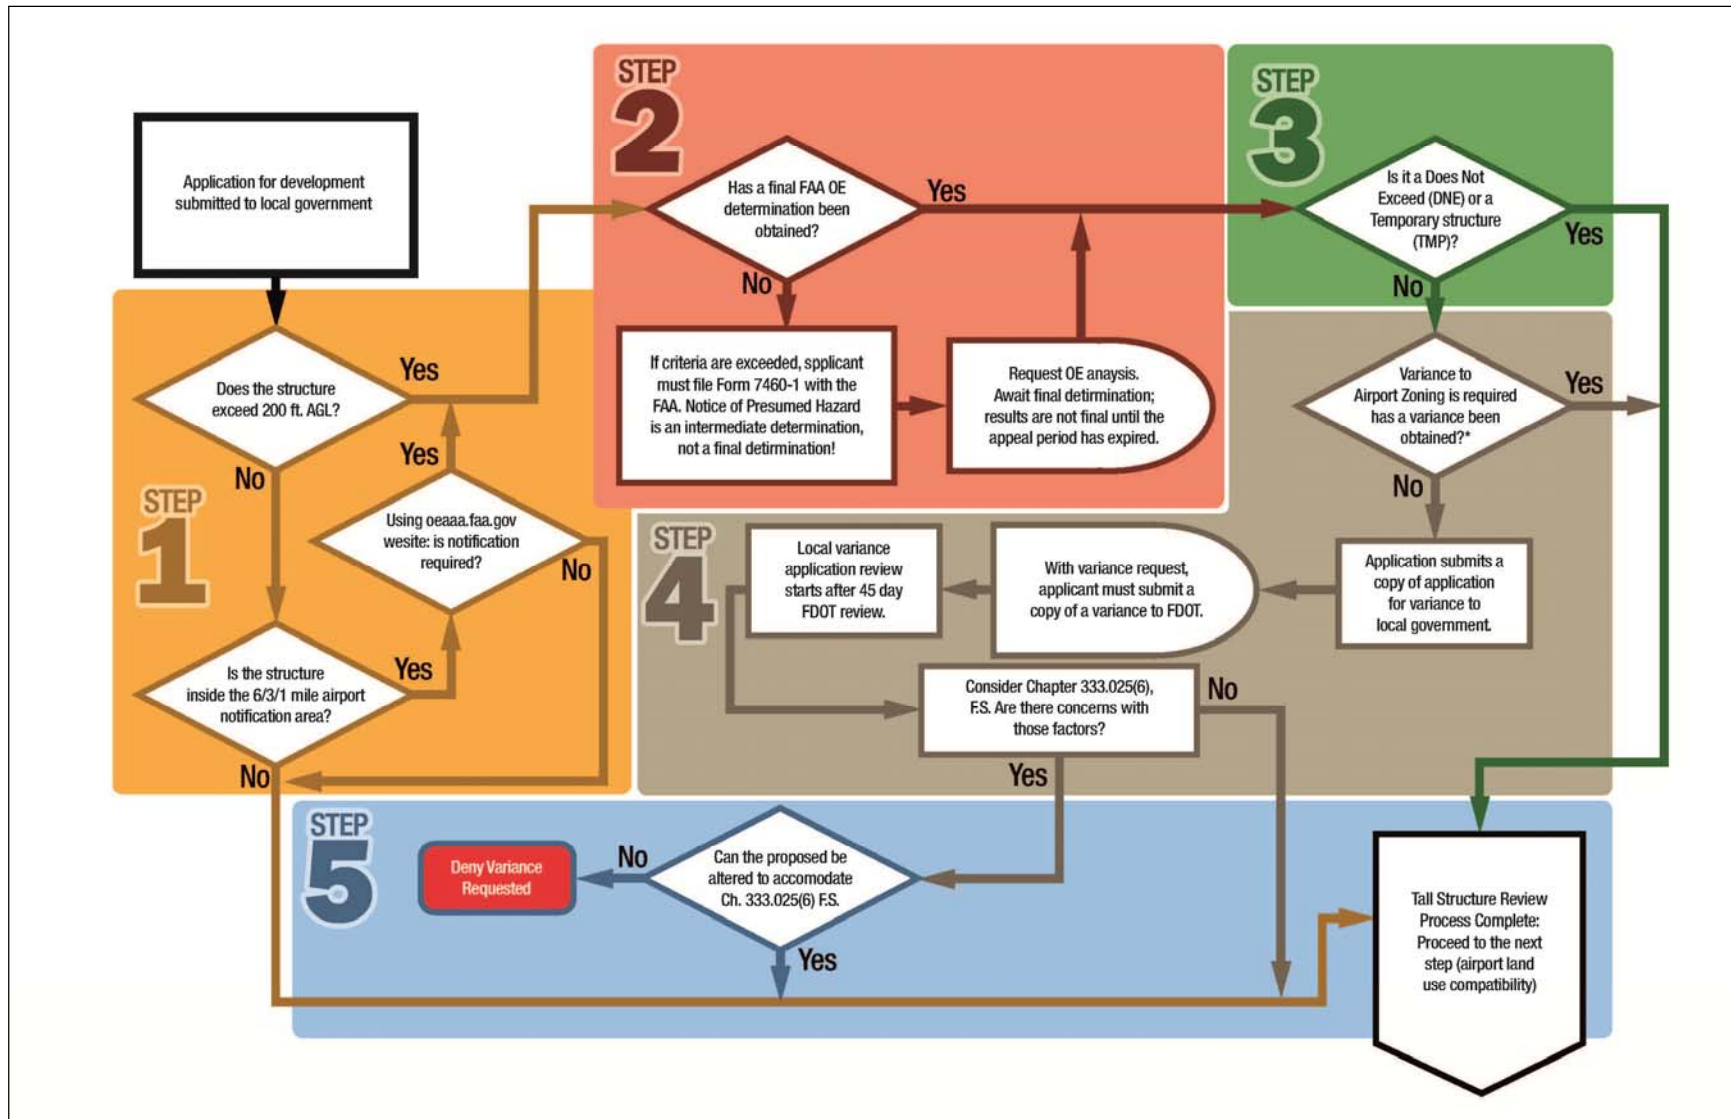 Application for development
submitted to local government
STEP
1
Does the structure
exceed 200 ft. AGL?
Yes
No
Is the structure
inside the 6/3/1 mile airport
notification area?
Yes
No
Using oeaaa.faa.gov
wesite: is notification
required?
Yes
No
STEP
2
Has a final FAA OE
determination been
obtained?
Yes
No
If criteria are exceeded, spplicant
must file Form 7460-1 with the
FAA. Notice of Presumed Hazard
is an intermediate determination,
not a final detirmination!
Request OE anaysis.
Await final detirmination;
results are not final until the
appeal period has expired.
STEP
3
Is it a Does Not
Exceed (DNE) or a
Temporary structure
(TMP)?
Yes
No
STEP
4
Variance to
Airport Zoning is required
has a variance been
obtained?*
Yes
No
Application submits a
copy of application
for variance to
local government.
With variance request,
applicant must submit a
copy of a variance to FDOT.
Local variance
application review
starts after 45 day
FDOT review.
Consider Chapter 333.025(6),
F.S. Are there concerns with
those factors?
No
Yes
STEP
5
Can the proposed be
altered to accomodate
Ch. 333.025(6) F.S.
No
Yes
Deny Variance
Requested
Tall Structure Review
Process Complete:
Proceed to the next
step (airport land
use compatibility)